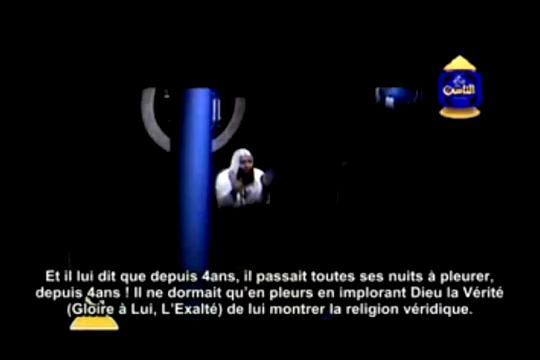 الناس
Et il lui dit que depuis 4ans, il passait toutes ses nuits à pleurer,
depuis 4ans ! Il ne dormait qu'en pleurs en implorant Dieu la Vérité
(Gloire à Lui, L'Exalté) de lui montrer la religion véridique.